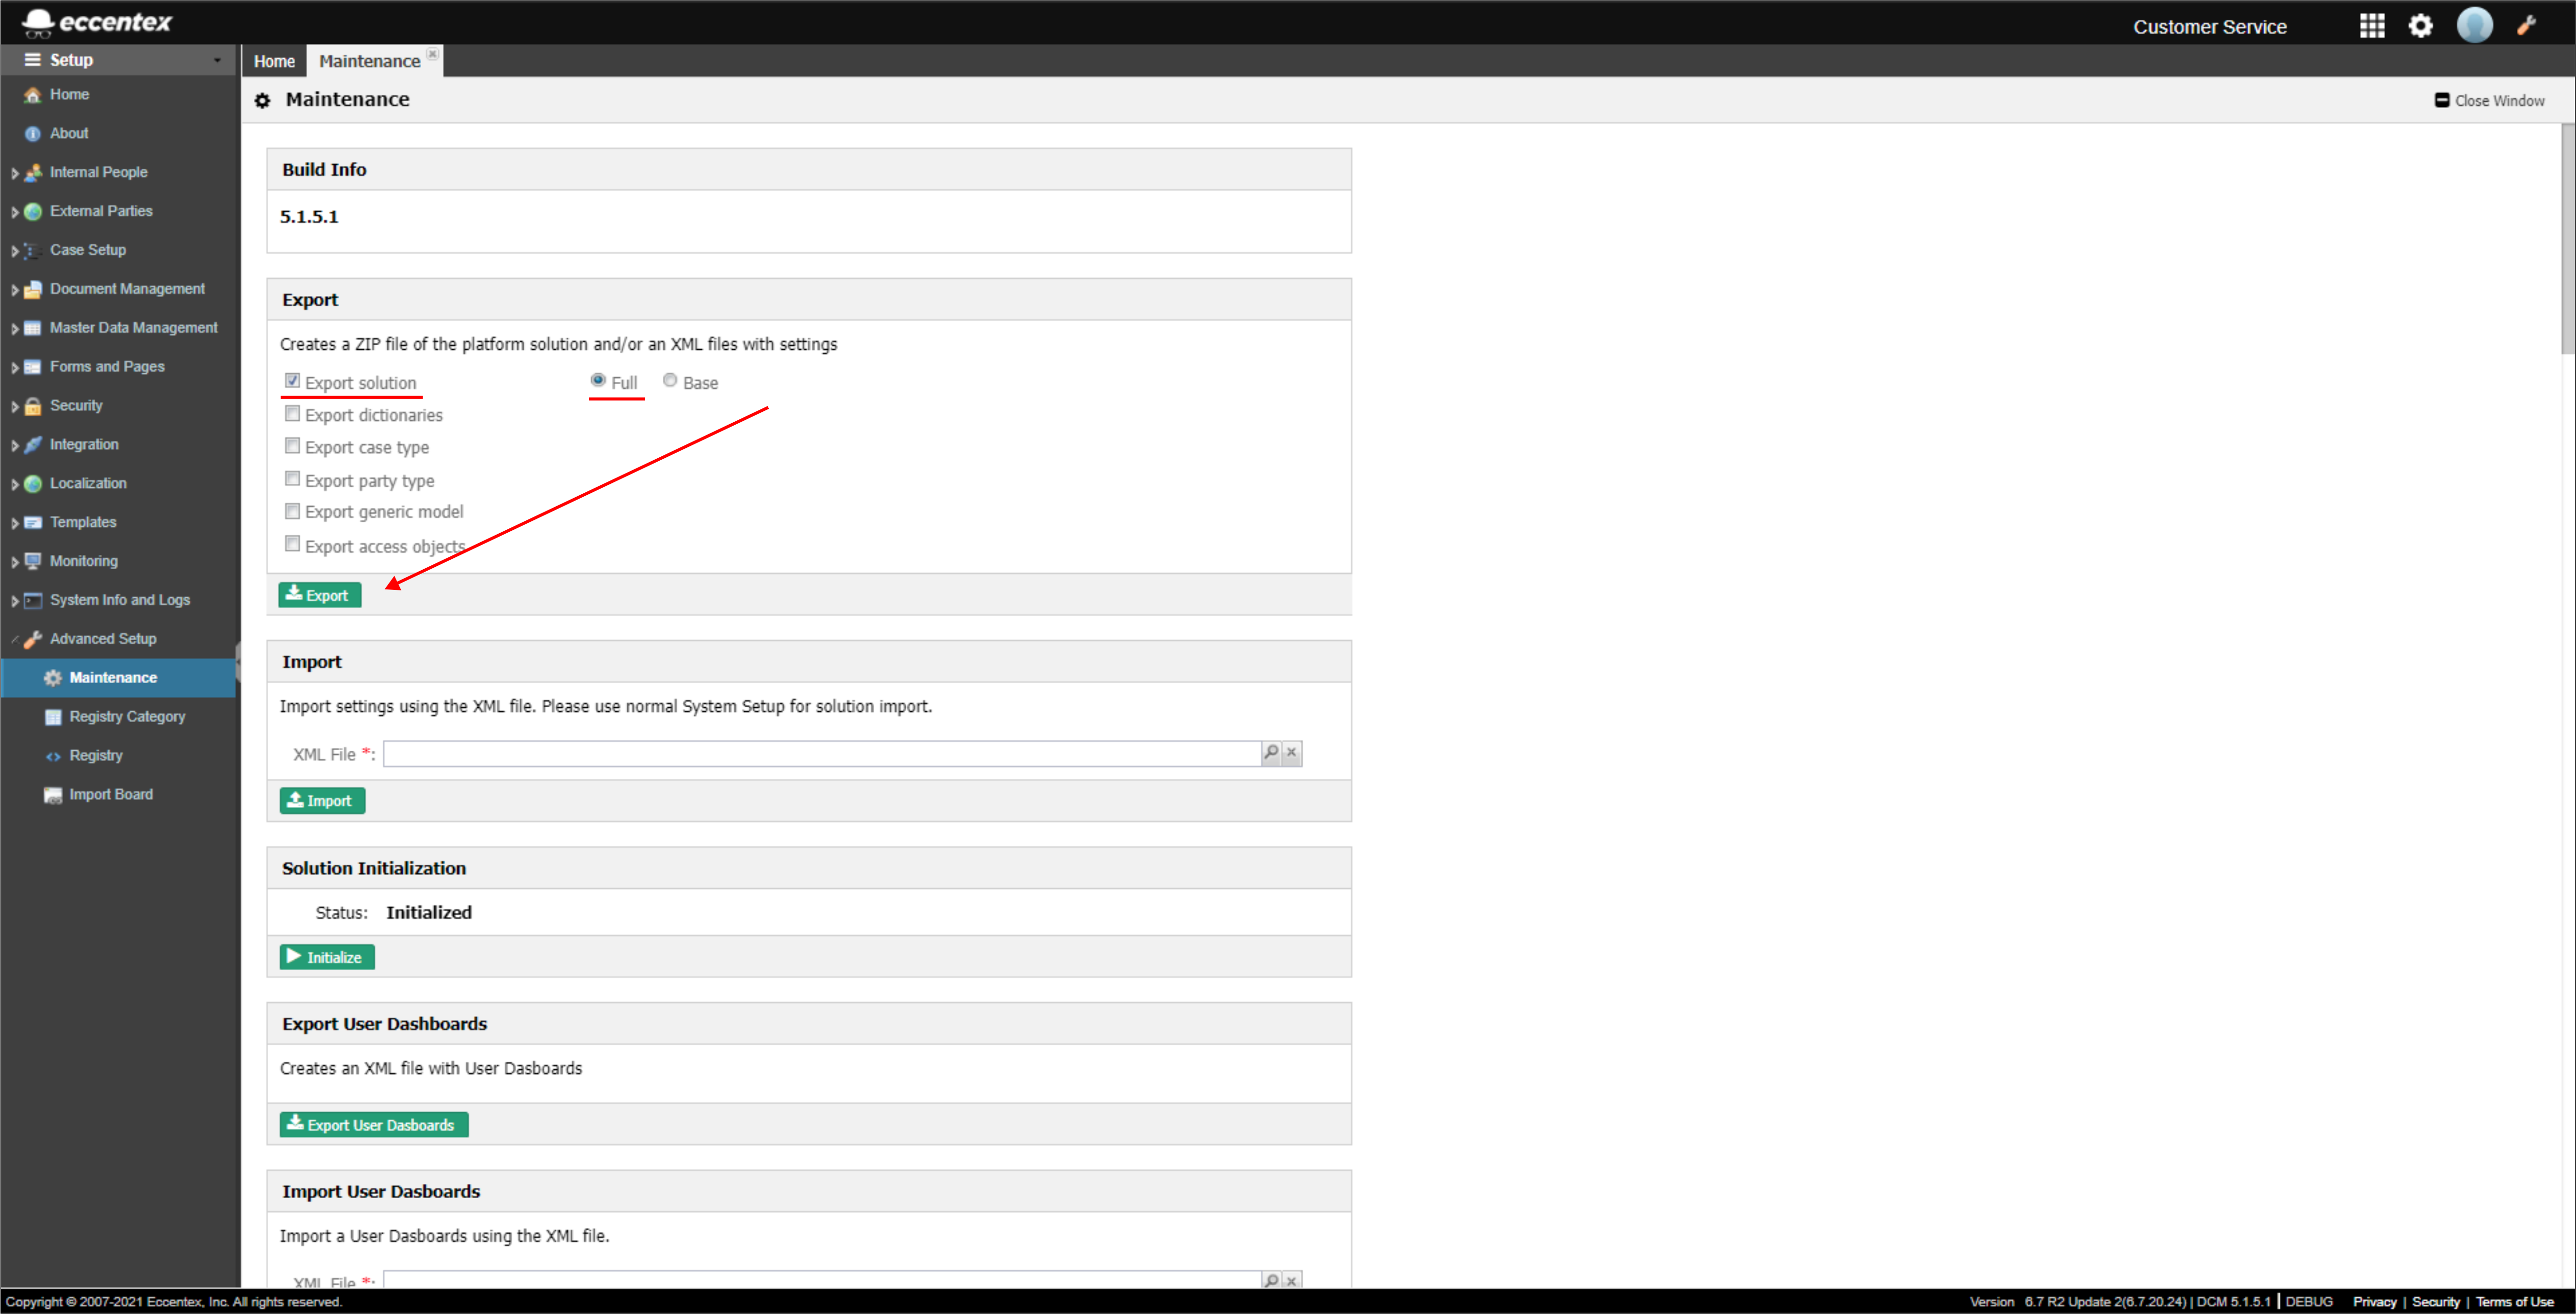 eccentex
Customer Service
Setup
Home
Maintenance
Home
About
Internal People
External Parties
Case Setup
Document Management
Master Data Management
Forms and Pages
Security
Integration
Localization
Templates
Monitoring
System Info and Logs
Advanced Setup
Maintenance
Registry Category
Registry
Import Board
Maintenance
Close Window
Build Info
5.1.5.1
Export
Creates a ZIP file of the platform solution and/or an XML files with settings
Export solution Full Base
Export dictionaries
Export case type
Export party type
Export generic model
Export access objects
Export
Import
Import settings using the XML file. Please use normal System Setup for solution import.
XML File *:
Import
Solution Initialization
Status: Initialized
Initialize
Export User Dashboards
Creates an XML file with User Dasboards
Export User Dasboards
Import User Dasboards
Import a User Dasboards using the XML file.
XML File *:
Copyright © 2007-2021 Eccentex, Inc. All rights reserved.
Version 6.7 R2 Update 2(6.7.20.24) | DCM 5.1.5.1 | DEBUG Privacy | Security | Terms of Use